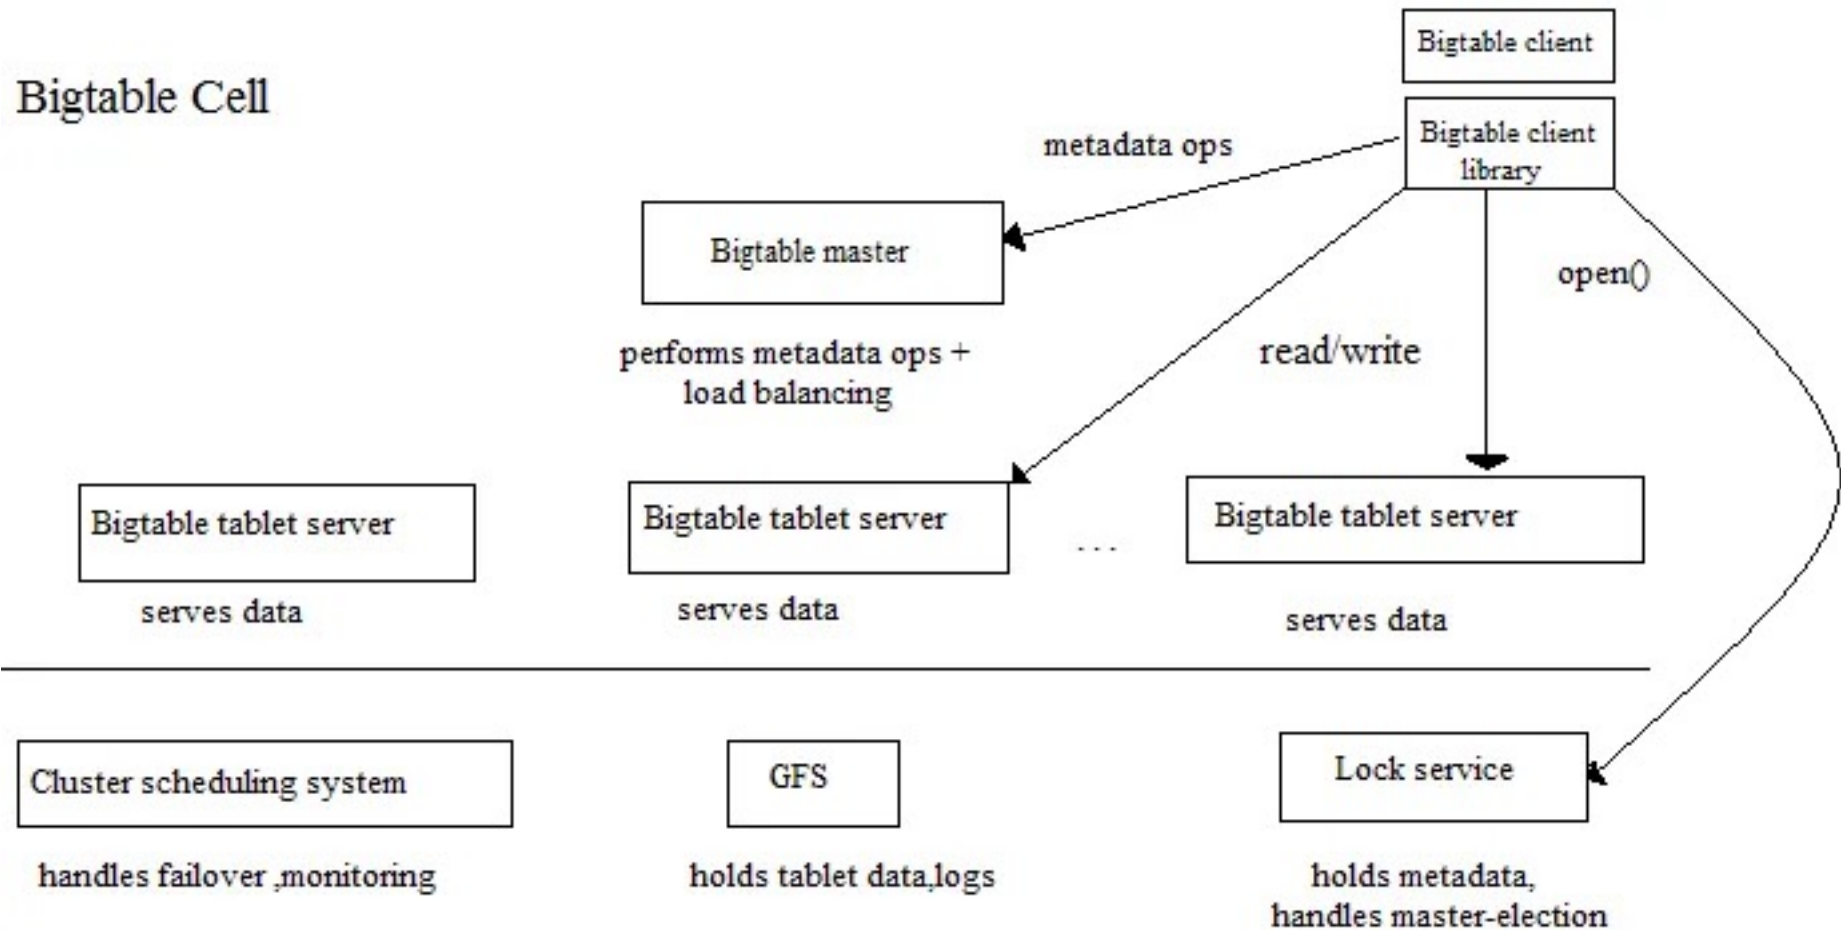 Bigtable client
Bigtable Cell
Bigtable client
library
metadata ops
Bigtable master
open()
performs metadata ops +
load balancing
read/write
Bigtable tablet server
Bigtable tablet server
. . .
Bigtable tablet server
serves data
serves data
serves data
Cluster scheduling system
GFS
Lock service
handles failover ,monitoring
holds tablet data,logs
holds metadata,
handles master-election